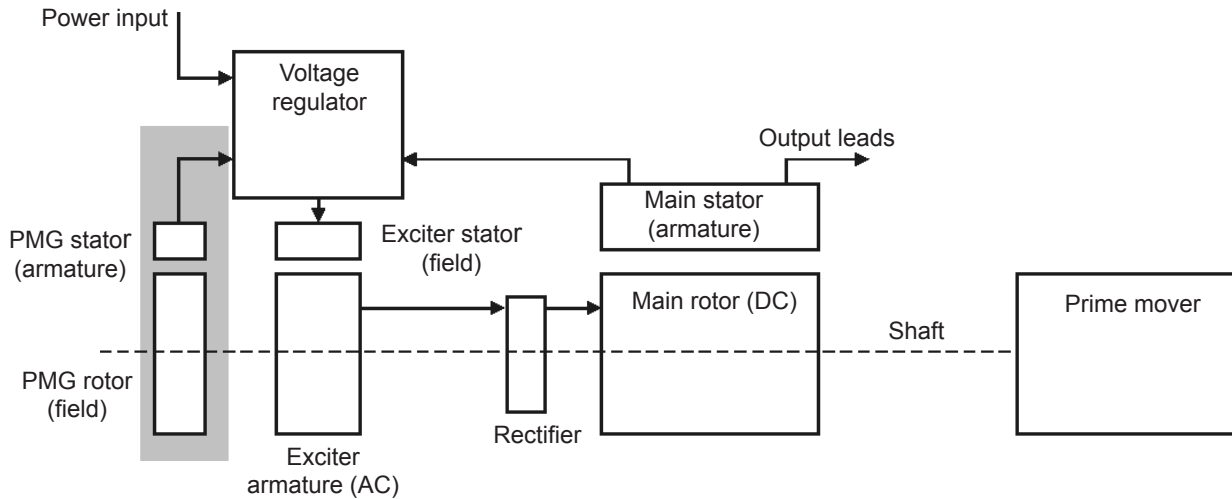 Power input
Voltage
regulator
Output leads
PMG stator
(armature)
Exciter stator
(field)
Main stator
(armature)
Main rotor (DC)
Prime mover
Shaft
PMG rotor
(field)
Rectifier
Exciter
armature (AC)